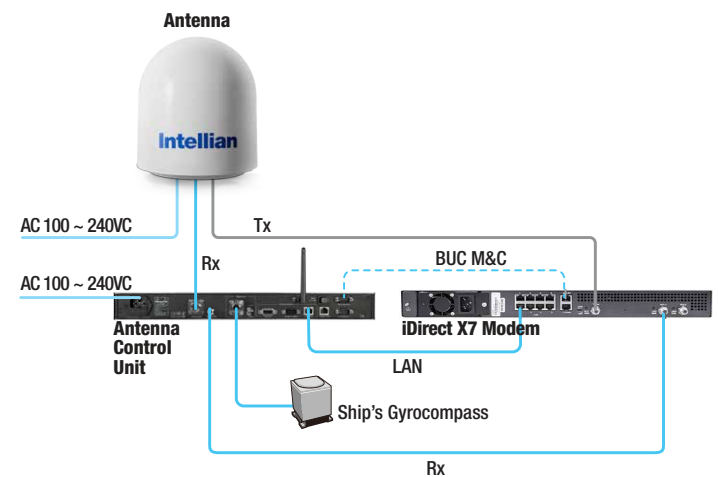 Antenna
Intellian
AC 100 ~ 240VC
Tx
Rx
BUC M&C
AC 100 ~ 240VC
Antenna
Control
Unit
iDirect X7 Modem
LAN
Ship's Gyrocompass
Rx